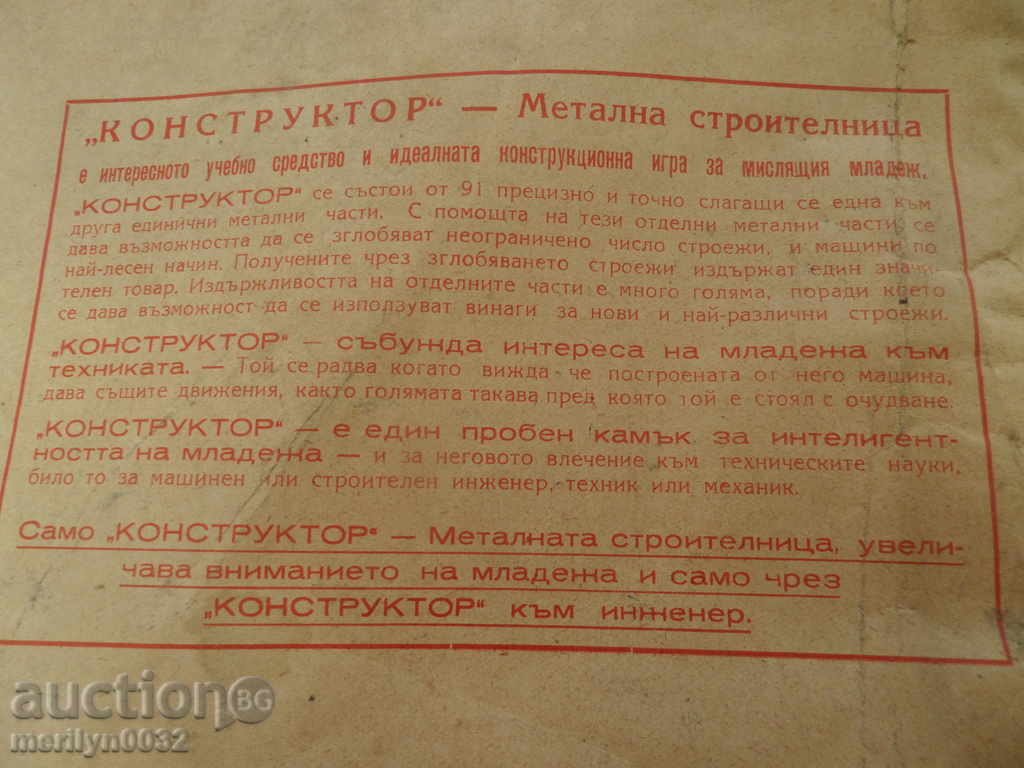 „КОНСТРУКТОР“ — Метална строителница
е интересното учебно средство и идеалната конструкционна игра за мислящия младеж.
„КОНСТРУКТОР“ се състои от 91 прецизно и точно слагащи се една към
друга единични метални части. С помощта на тези отделни метални части, се
дава възможността да се зглобяват неограничено число строежи, и машини по
най-лесен начин. Получените чрез зглобяването строежи издържат един значи-
телен товар. Издържливостта на отделните части е много голяма, поради което
се дава възможност да се използуват винаги за нови и най-различни строежи.
„КОНСТРУКТОР“ — събужда интереса на младежа към
техниката. — Той се радва когато вижда че построената от него машина,
дава същите движения, както голямата такава пред която той е стоял с очудване.
„КОНСТРУКТОР“ — е един пробен камък за интелигент-
ността на младежа — и за неговото влечение към техническите науки,
било то за машинен или строителен инженер, техник или механик.
Само „КОНСТРУКТОР“ — Металната строителница, увели-
чава вниманието на младежа и само чрез
„КОНСТРУКТОР“ към инженер.
auction BG
merilyn0032